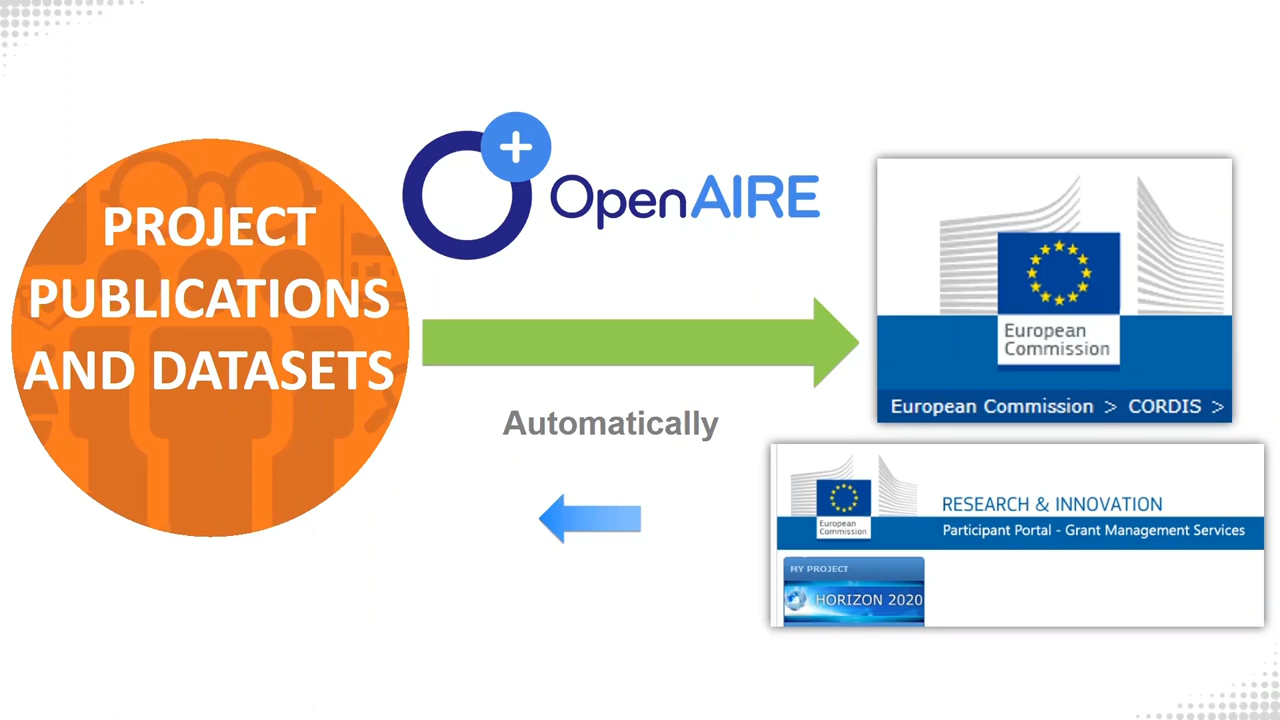 PROJECT
PUBLICATIONS
AND DATASETS
OpenAIRE
Automatically
European
Commission
European Commission > CORDIS >
European
Commission
RESEARCH & INNOVATION
Participant Portal - Grant Management Services
MY PROJECT
HORIZON 2020